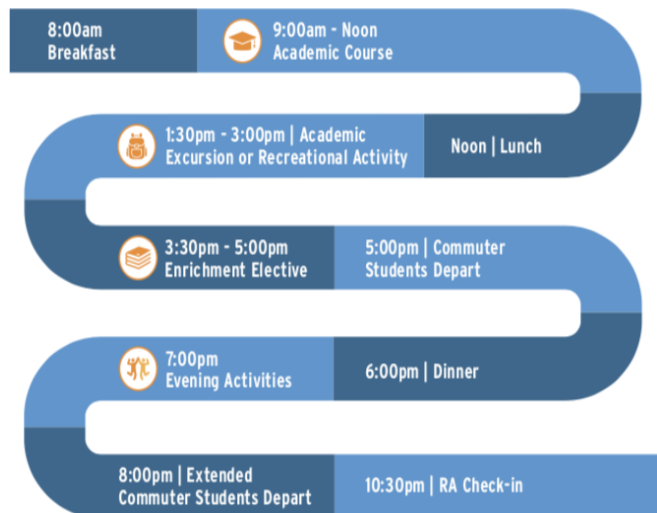 8:00am
Breakfast
9:00am - Noon
Academic Course
Noon | Lunch
1:30pm - 3:00pm | Academic
Excursion or Recreational Activity
3:30pm - 5:00pm
Enrichment Elective
5:00pm | Commuter
Students Depart
6:00pm | Dinner
7:00pm
Evening Activities
8:00pm | Extended
Commuter Students Depart
10:30pm | RA Check-in